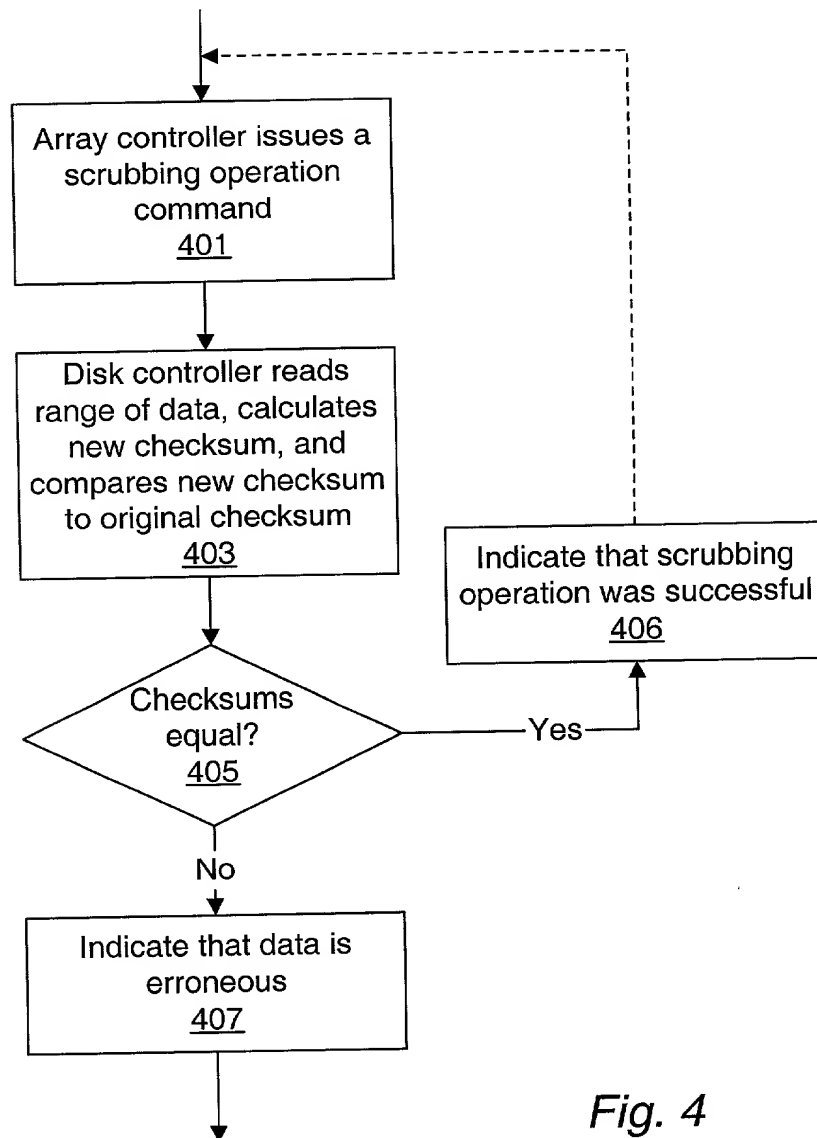 Array controller issues a
scrubbing operation
command
401
Disk controller reads
range of data, calculates
new checksum, and
compares new checksum
to original checksum
403
Indicate that scrubbing
operation was successful
406
Checksums
equal?
405
Yes
No
Indicate that data is
erroneous
407
Fig. 4